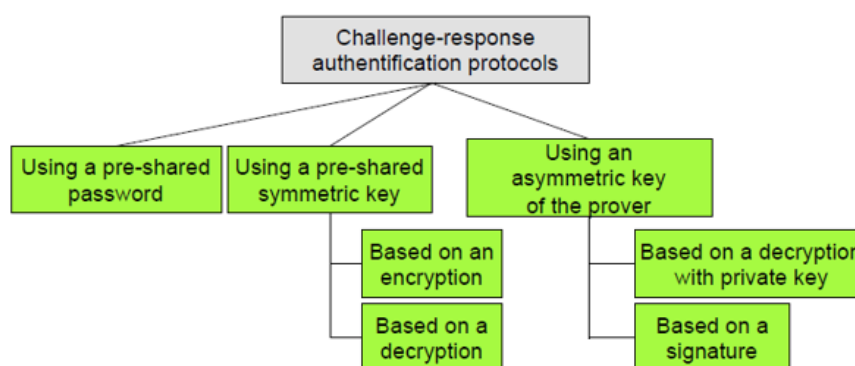 Challenge-response
authentification protocols
Using a pre-shared
password
Using a pre-shared
symmetric key
Using an
asymmetric key
of the prover
Based on an
encryption
Based on a
decryption
Based on a decryption
with private key
Based on a
signature